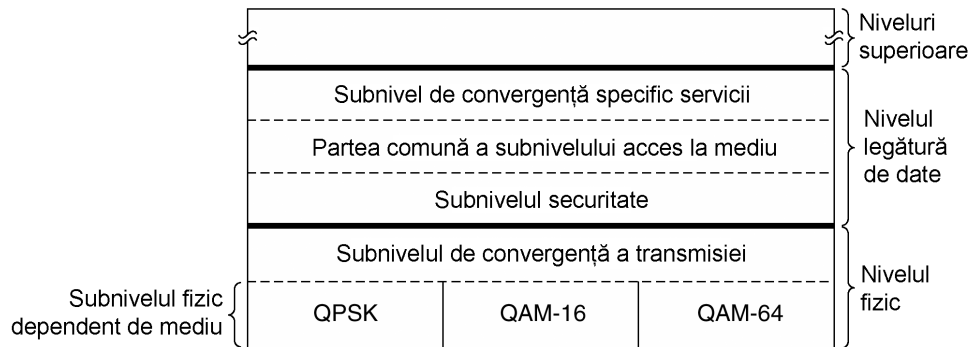 Niveluri
superioare
Subnivel de convergență specific servicii
Partea comună a subnivelului acces la mediu
Subnivelul securitate
Nivelul
legătură
de date
Subnivelul de convergență a transmisiei
Nivelul
fizic
Subnivelul fizic
dependent de mediu
QPSK
QAM-16
QAM-64